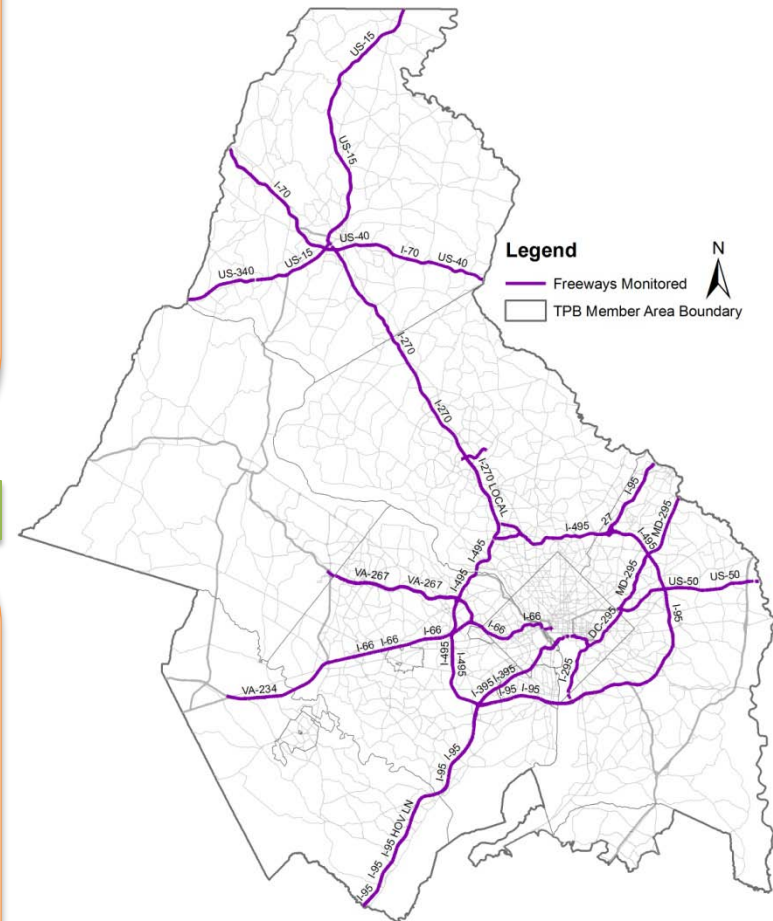 US-15
US-15
I-70
US-40
I-70
US-40
US-15
US-340
Legend
N
Freeways Monitored
TPB Member Area Boundary
I-270
I-270
I-270 LOCAL
I-95
27
MD-295
I-495
I-495
I-495
MD-295
I-495
VA-267
VA-267
US-50
US-50
I-66
I-66
I-66
I-66
I-66
DC-295
I-95
I-495
I-495
I-295
VA-234
I-395
I-395
I-95
I-95
I-95
I-95
I-95 HOV LN
I-95
I-95